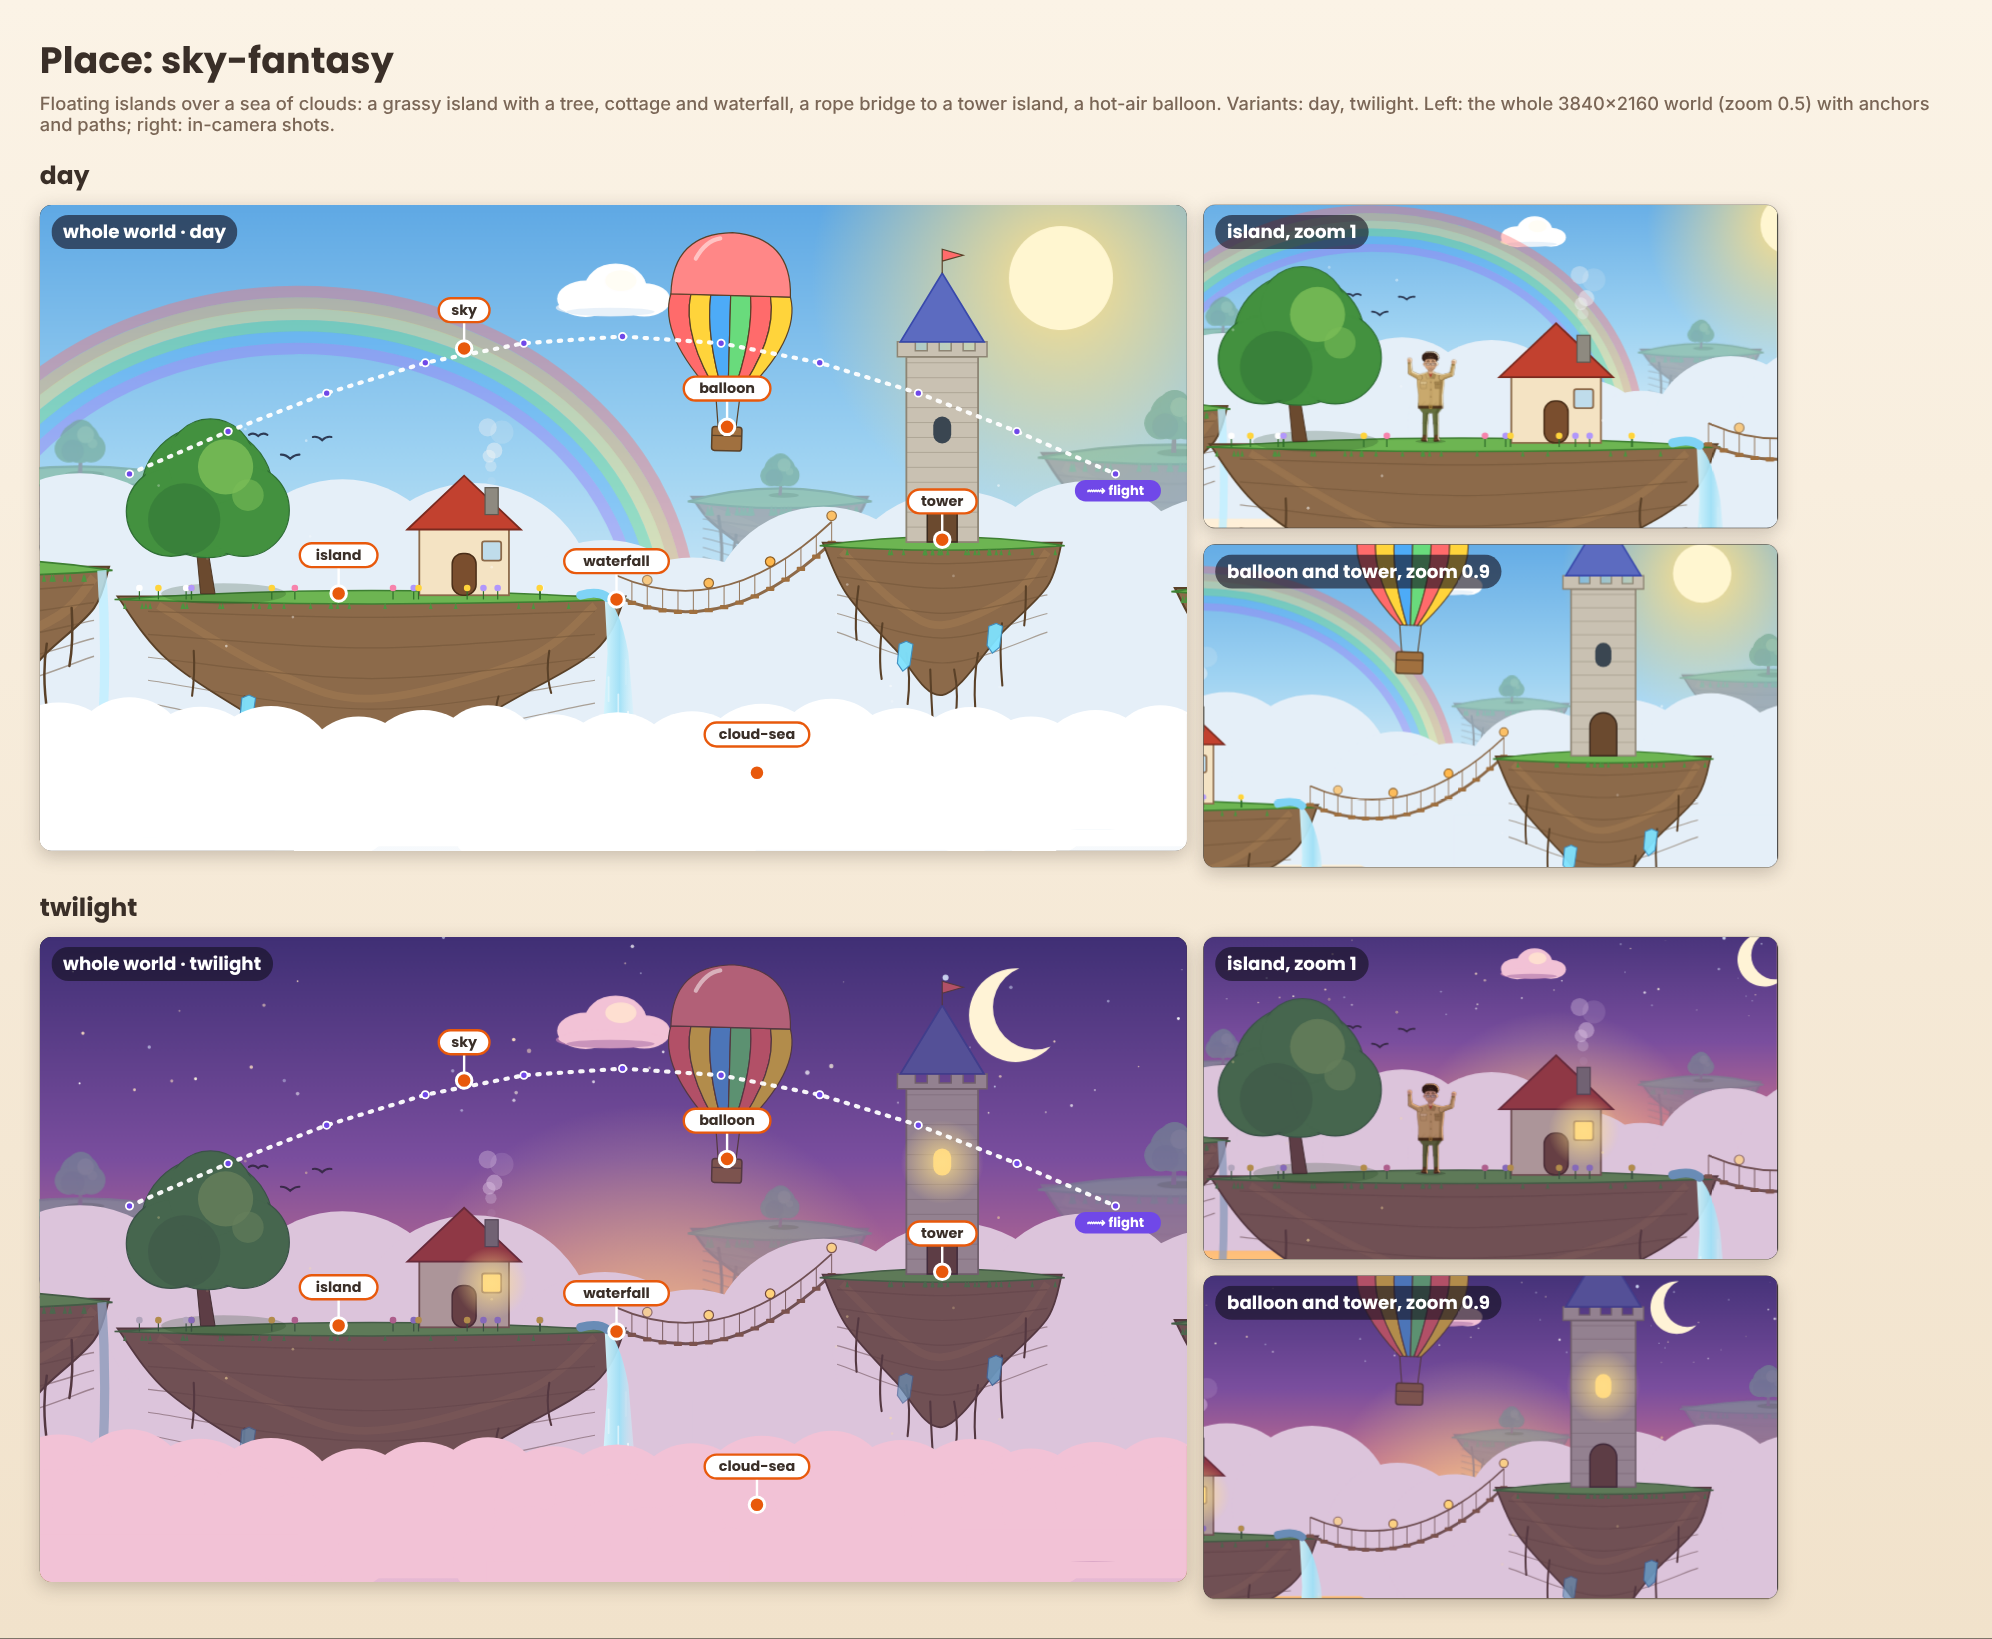 Place: sky-fantasy
Floating islands over a sea of clouds: a grassy island with a tree, cottage and waterfall, a rope bridge to a tower island, a hot-air balloon. Variants: day, twilight. Left: the whole 3840×2160 world (zoom 0.5) with anchors
and paths; right: in-camera shots.
day
whole world · day
sky
balloon
tower
⟿ flight
island
waterfall
cloud-sea
island, zoom 1
balloon and tower, zoom 0.9
twilight
whole world · twilight
sky
balloon
tower
⟿ flight
island
waterfall
cloud-sea
island, zoom 1
balloon and tower, zoom 0.9